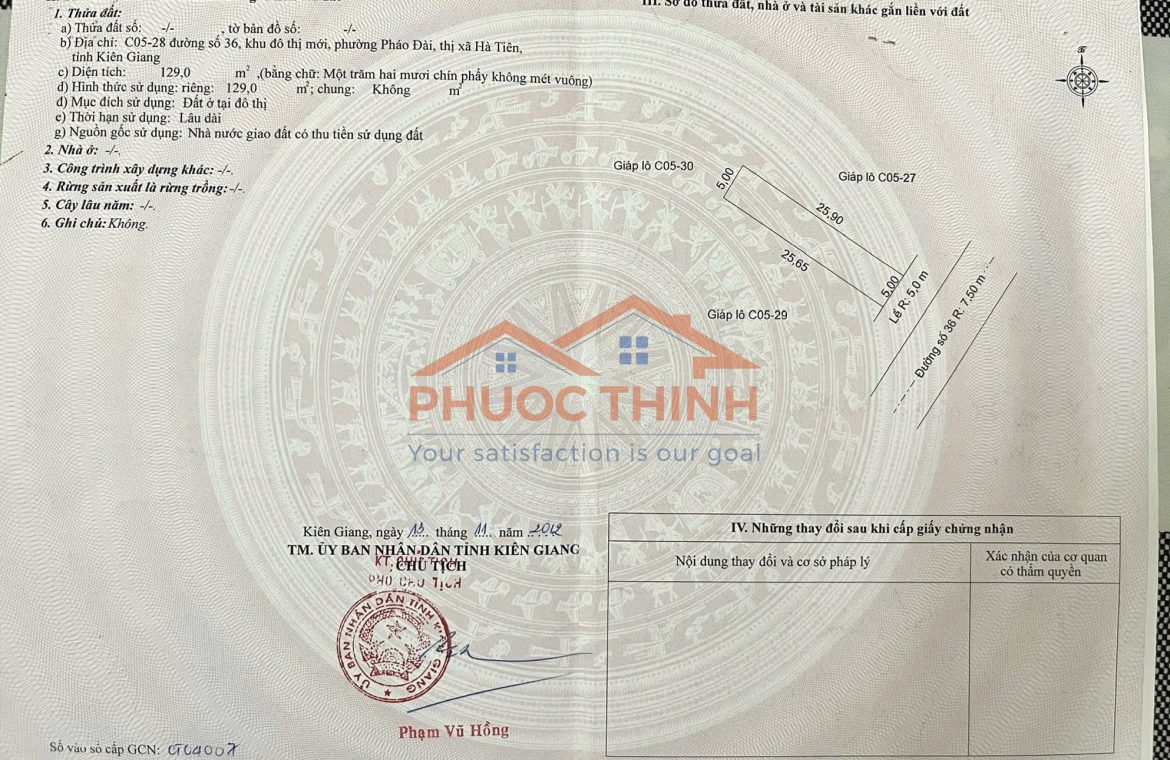 1. Thửa đất:
a) Thửa đất số: -/- , tờ bản đồ số: -/-
b) Địa chỉ: C05-28 đường số 36, khu đô thị mới, phường Pháo Đài, thị xã Hà Tiên,
tỉnh Kiên Giang
c) Diện tích: 129,0 m² ,(bằng chữ: Một trăm hai mươi chín phẩy không mét vuông)
d) Hình thức sử dụng: riêng: 129,0 m²; chung: Không m²
đ) Mục đích sử dụng: Đất ở tại đô thị
e) Thời hạn sử dụng: Lâu dài
g) Nguồn gốc sử dụng: Nhà nước giao đất có thu tiền sử dụng đất
2. Nhà ở: -/-.
3. Công trình xây dựng khác: -/-.
4. Rừng sản xuất là rừng trồng: -/-.
5. Cây lâu năm: -/-.
6. Ghi chú: Không.
III. Sơ đồ thửa đất, nhà ở và tài sản khác gắn liền với đất
B
Giáp lô C05-30
5,00
Giáp lô C05-27
25,90
25,65
5,00
Lề R: 5,0 m
Giáp lô C05-29
Đường số 36 R: 7,50 m
PHUOC THINH
Your satisfaction is our goal
Kiên Giang, ngày 13 tháng 11 năm 2012
TM. ỦY BAN NHÂN DÂN TỈNH KIÊN GIANG
KT. CHỦ TỊCH
CHỦ TỊCH
PHÓ CHỦ TỊCH
ỦY BAN NHÂN DÂN TỈNH KIÊN GIANG
Phạm Vũ Hồng
Số vào sổ cấp GCN:
IV. Những thay đổi sau khi cấp giấy chứng nhận
Nội dung thay đổi và cơ sở pháp lý
Xác nhận của cơ quan
có thẩm quyền